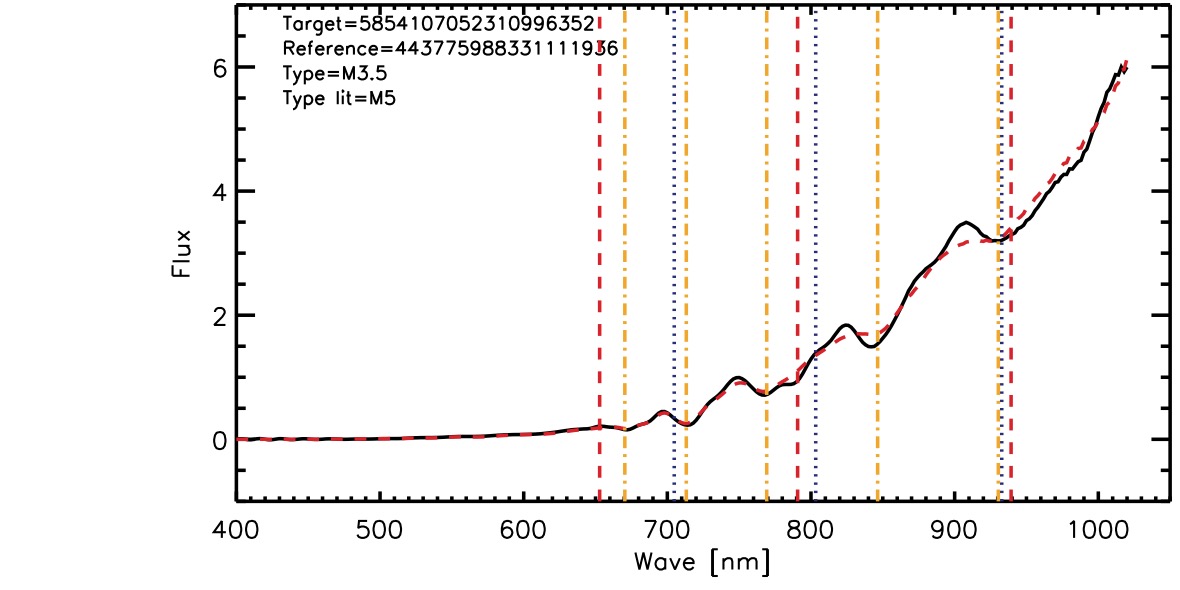 Target=5854107052310996352
Reference=4437759883311111936
Type=M3.5
Type lit=M5
6
4
2
0
Flux
400 500 600 700 800 900 1000
Wave [nm]